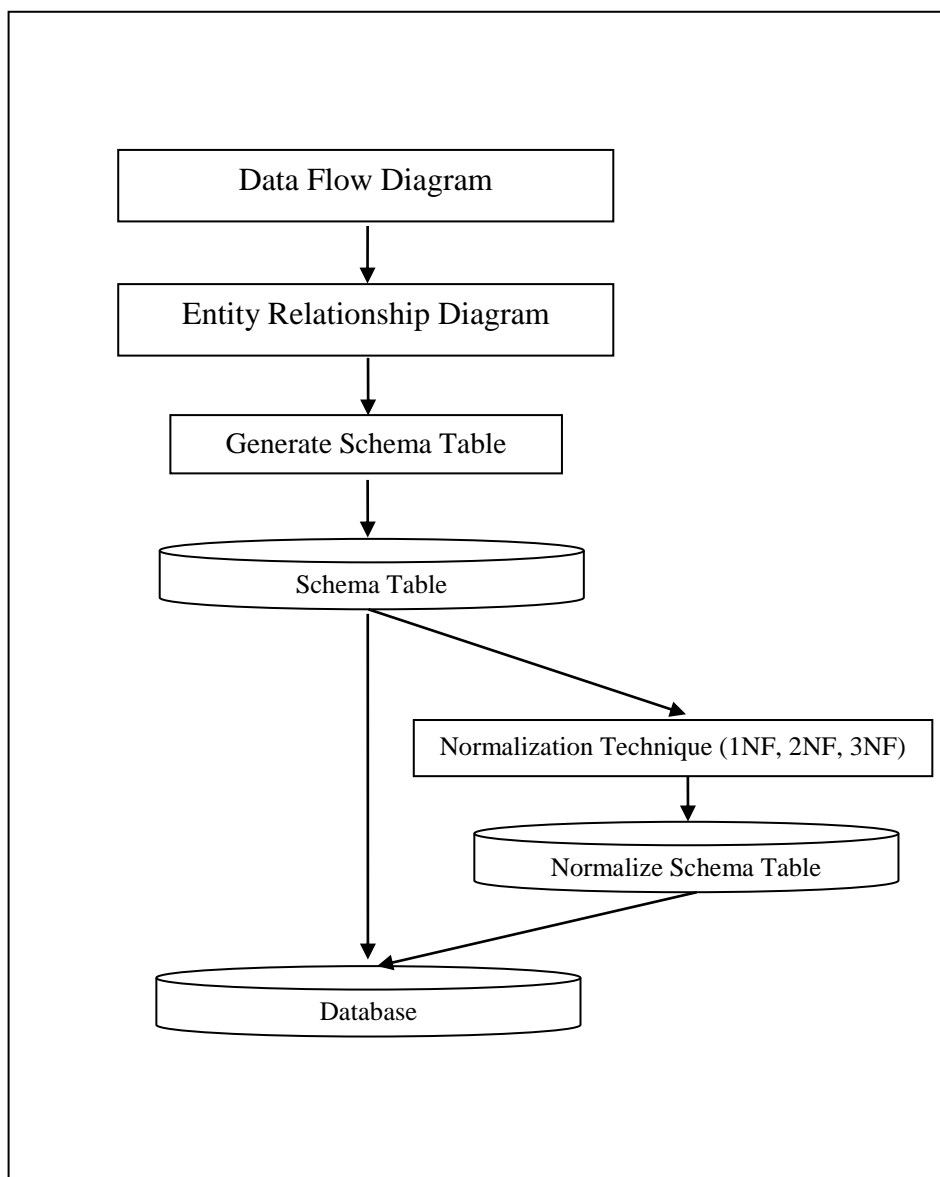 Data Flow Diagram
Entity Relationship Diagram
Generate Schema Table
Schema Table
Normalization Technique (1NF, 2NF, 3NF)
Normalize Schema Table
Database